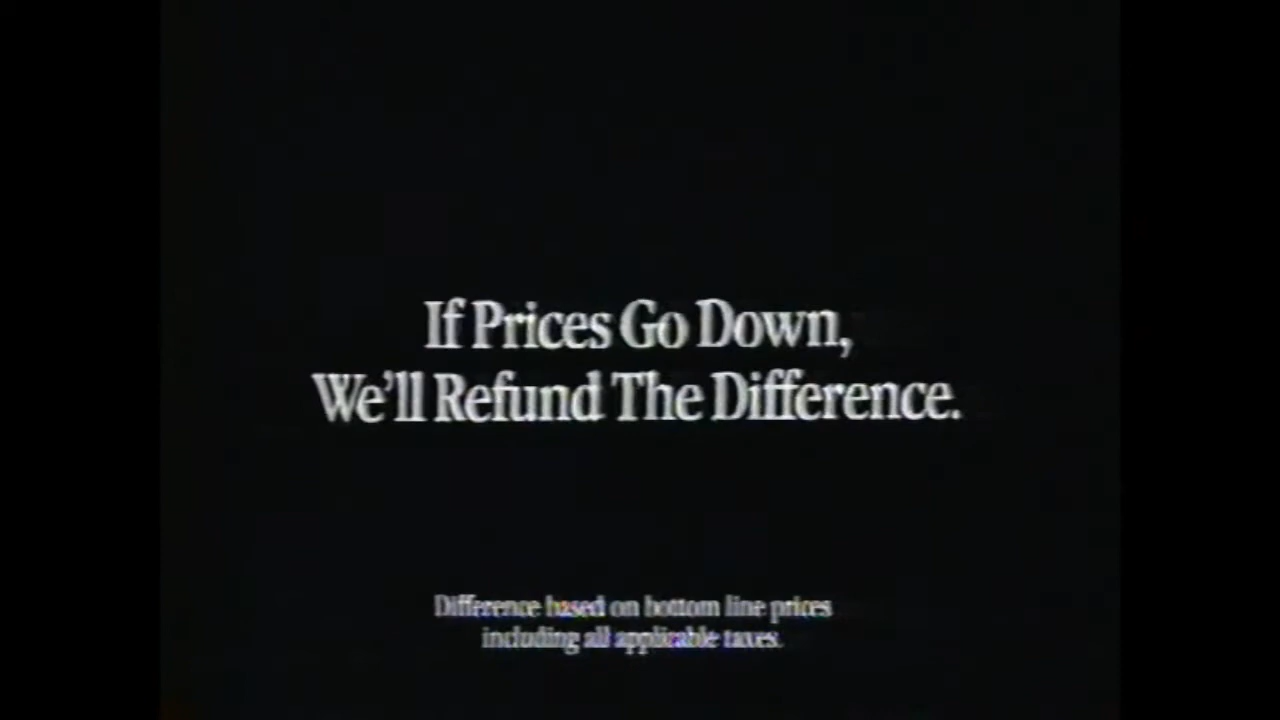 If Prices Go Down,
We'll Refund The Difference.
Difference based on bottom line prices
including all applicable taxes.